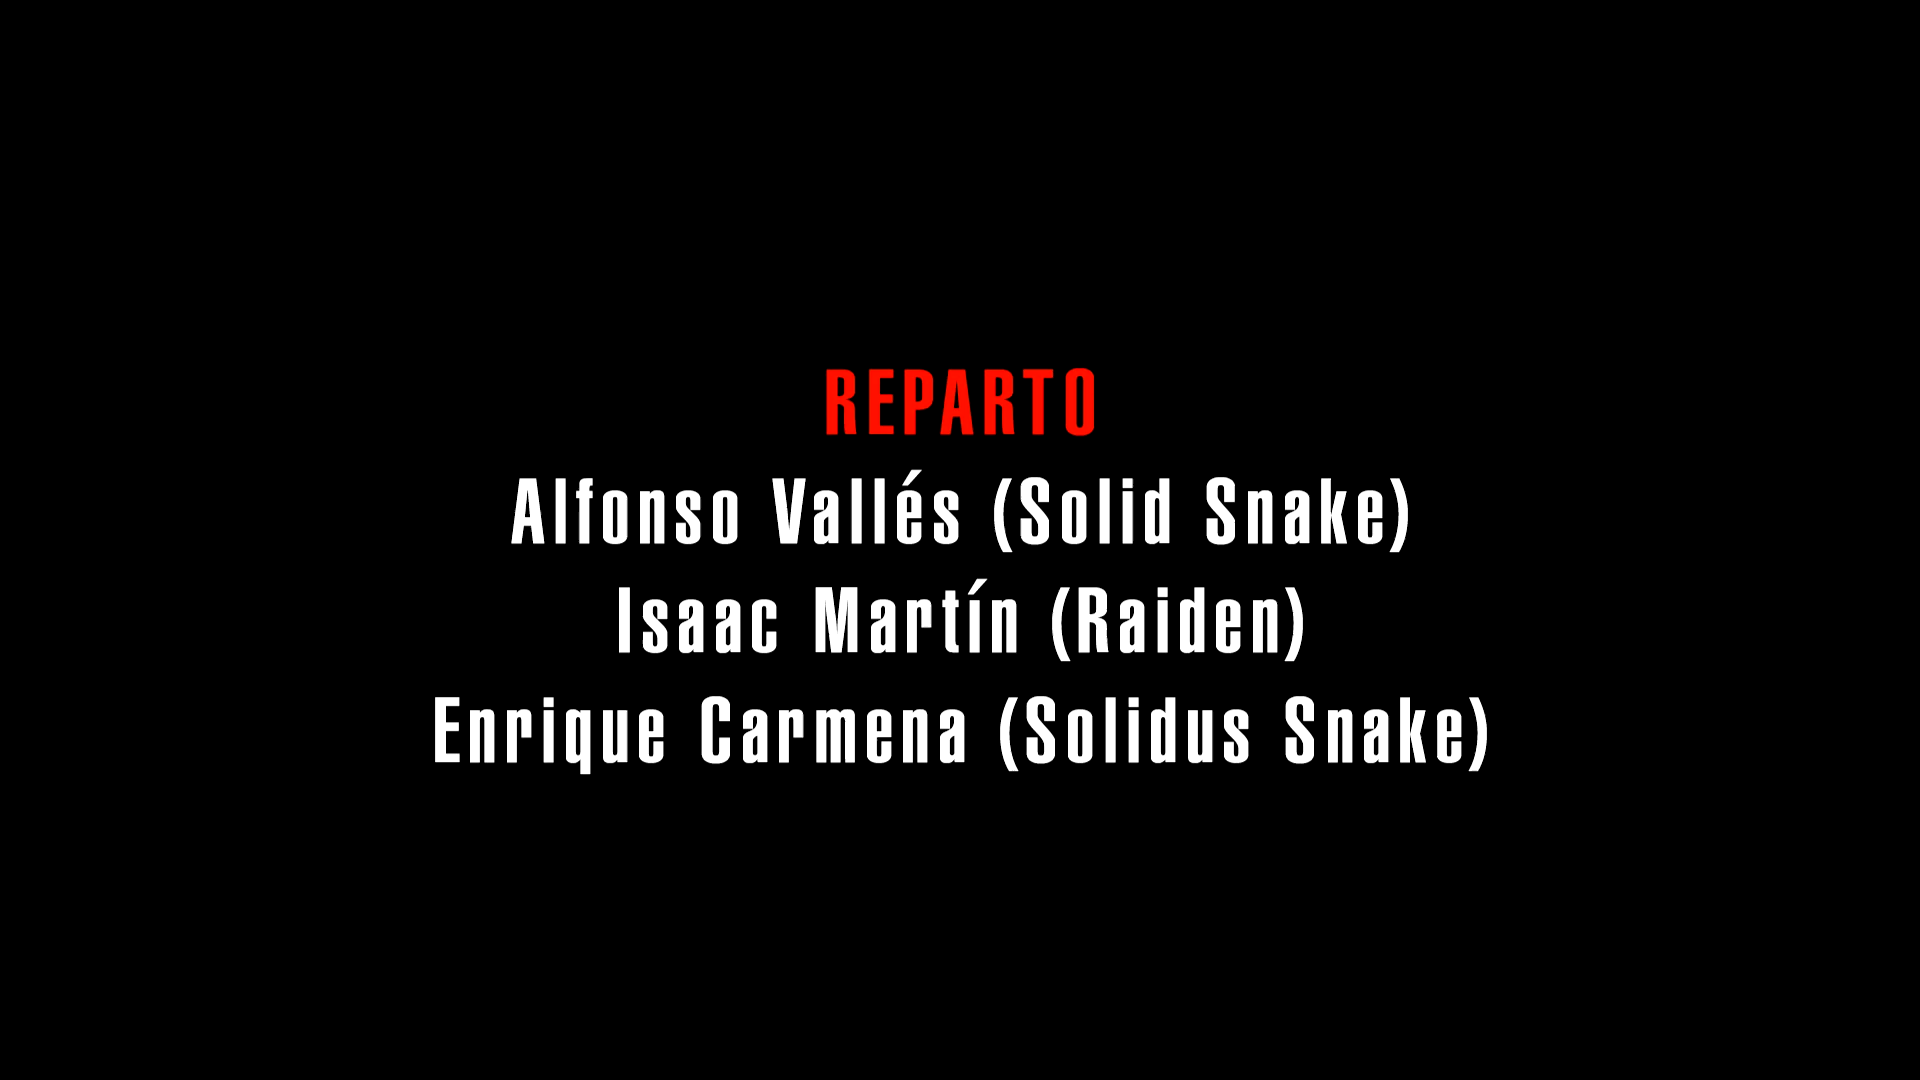 REPARTO
Alfonso Vallés (Solid Snake)
Isaac Martín (Raiden)
Enrique Carmena (Solidus Snake)